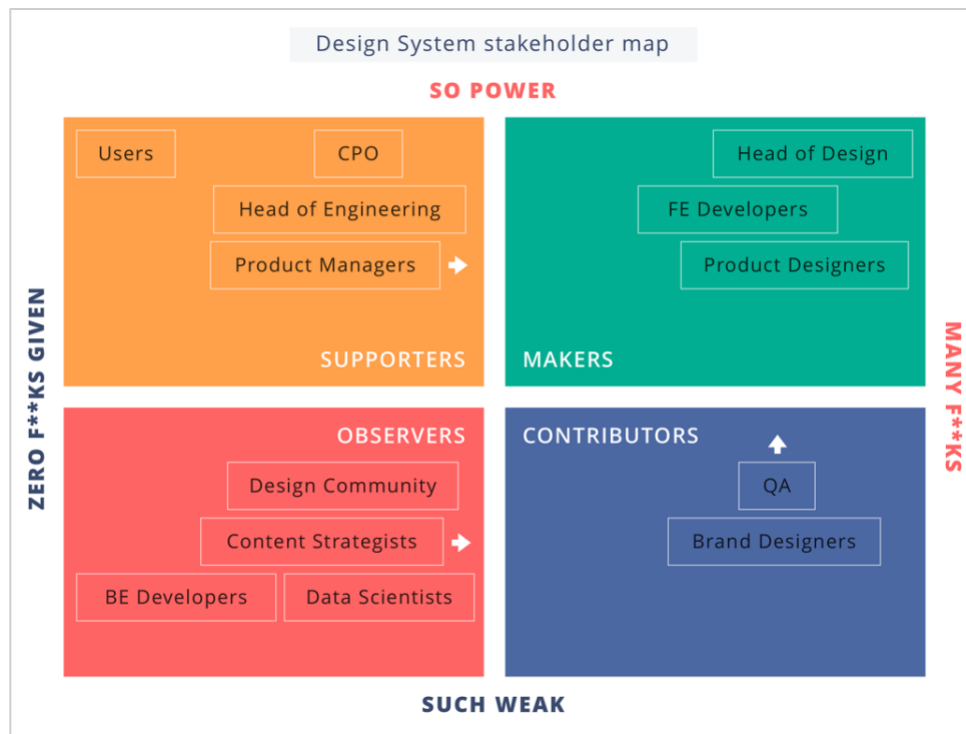 Design System stakeholder map
SO POWER
Users
CPO
Head of Engineering
Product Managers
SUPPORTERS
Head of Design
FE Developers
Product Designers
MAKERS
ZERO F**KS GIVEN
MANY F**KS
OBSERVERS
Design Community
Content Strategists
BE Developers
Data Scientists
CONTRIBUTORS
QA
Brand Designers
SUCH WEAK